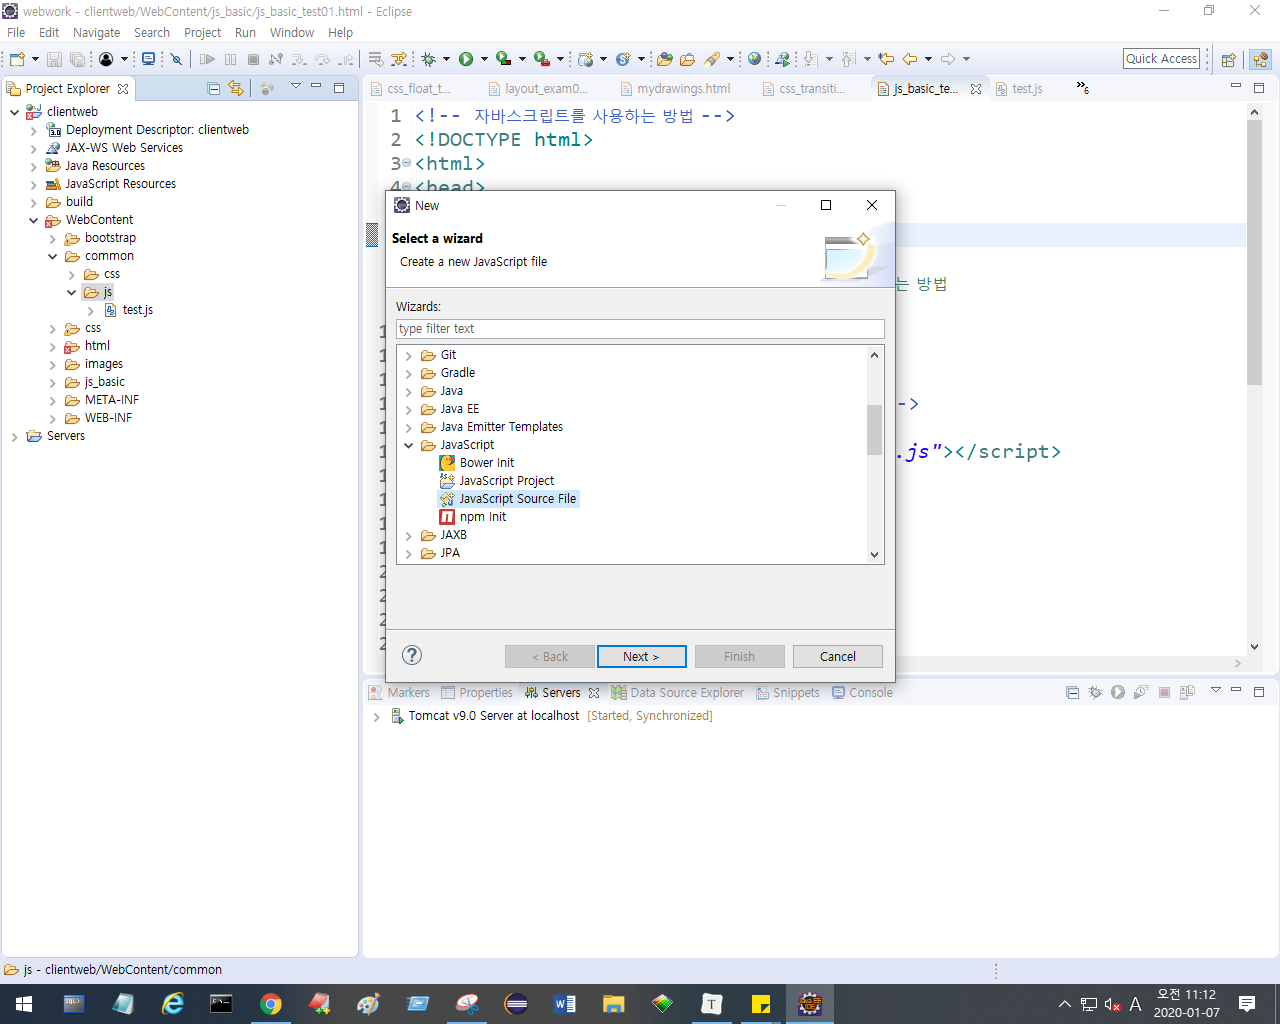 webwork - clientweb/WebContent/js_basic/js_basic_test01.html - Eclipse
File Edit Navigate Search Project Run Window Help
Quick Access
Project Explorer
clientweb
Deployment Descriptor: clientweb
JAX-WS Web Services
Java Resources
JavaScript Resources
build
WebContent
bootstrap
common
css
js
test.js
css
html
images
js_basic
META-INF
WEB-INF
Servers
css_float_t... layout_exam0... mydrawings.html css_transiti... js_basic_te... test.js »6
1 <!-- 자바스크립트를 사용하는 방법 -->
2 <!DOCTYPE html>
3 <html>
4 <head>
는 방법
->
.js"></script>
New
Select a wizard
Create a new JavaScript file
Wizards:
type filter text
Git
Gradle
Java
Java EE
Java Emitter Templates
JavaScript
Bower Init
JavaScript Project
JavaScript Source File
npm Init
JAXB
JPA
< Back Next > Finish Cancel
Markers Properties Servers Data Source Explorer Snippets Console
Tomcat v9.0 Server at localhost [Started, Synchronized]
js - clientweb/WebContent/common
A 오전 11:12
2020-01-07